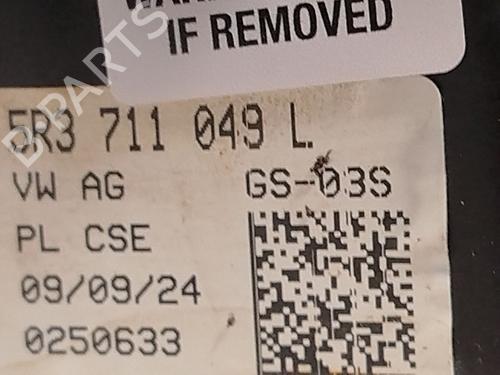 IF REMOVED
5R3 711 049 L.
VW AG GS-03S
PL CSE
09/09/24
0250633